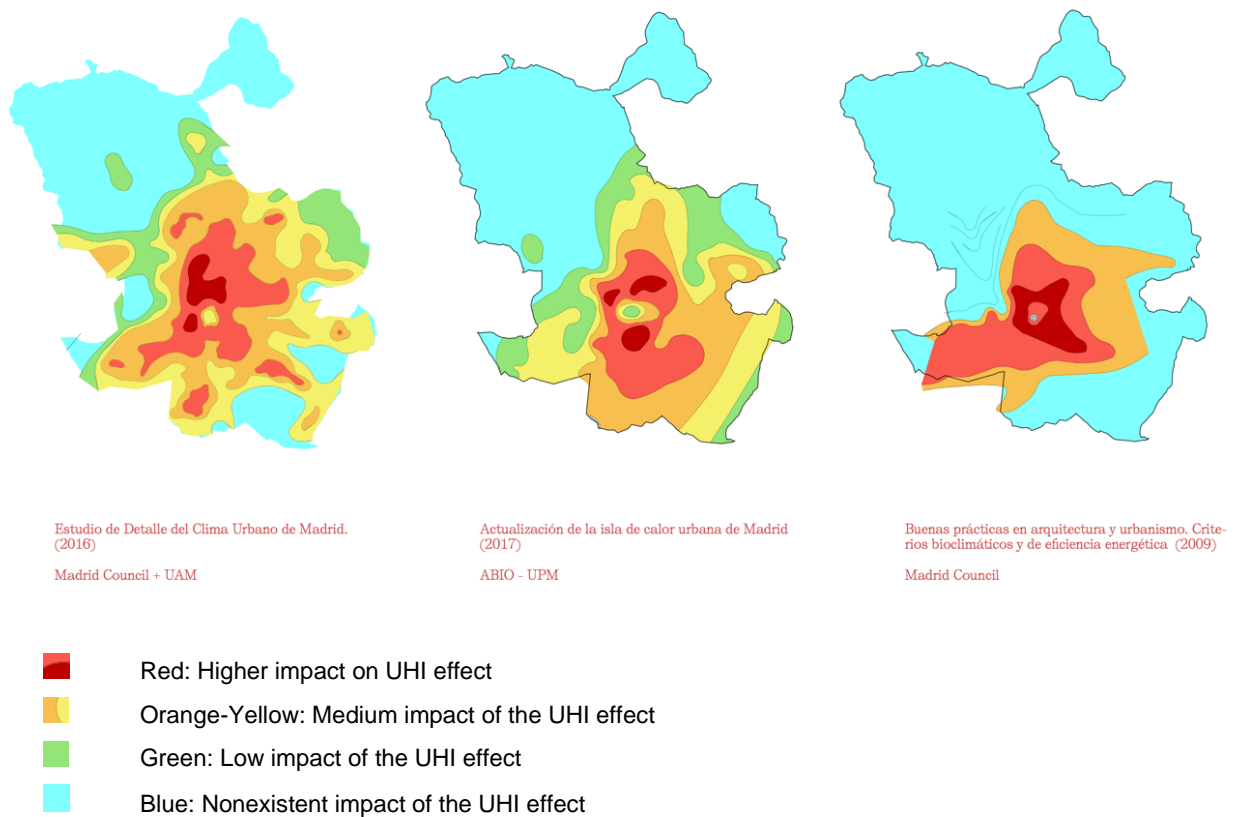 Estudio de Detalle del Clima Urbano de Madrid.
(2016)
Madrid Council + UAM
Actualización de la isla de calor urbana de Madrid
(2017)
ABIO - UPM
Buenas prácticas en arquitectura y urbanismo. Crite-
rios bioclimáticos y de eficiencia energética (2009)
Madrid Council
Red: Higher impact on UHI effect
Orange-Yellow: Medium impact of the UHI effect
Green: Low impact of the UHI effect
Blue: Nonexistent impact of the UHI effect